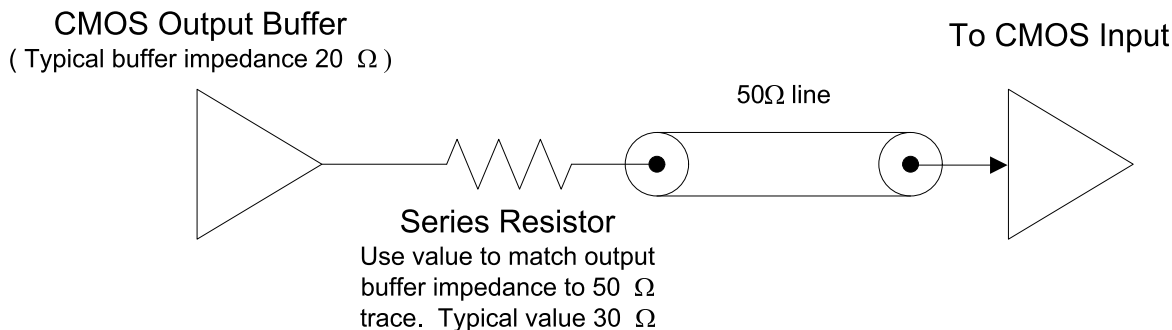 CMOS Output Buffer
( Typical buffer impedance 20 Ω )
To CMOS Input
50Ω line
Series Resistor
Use value to match output
buffer impedance to 50 Ω
trace. Typical value 30 Ω